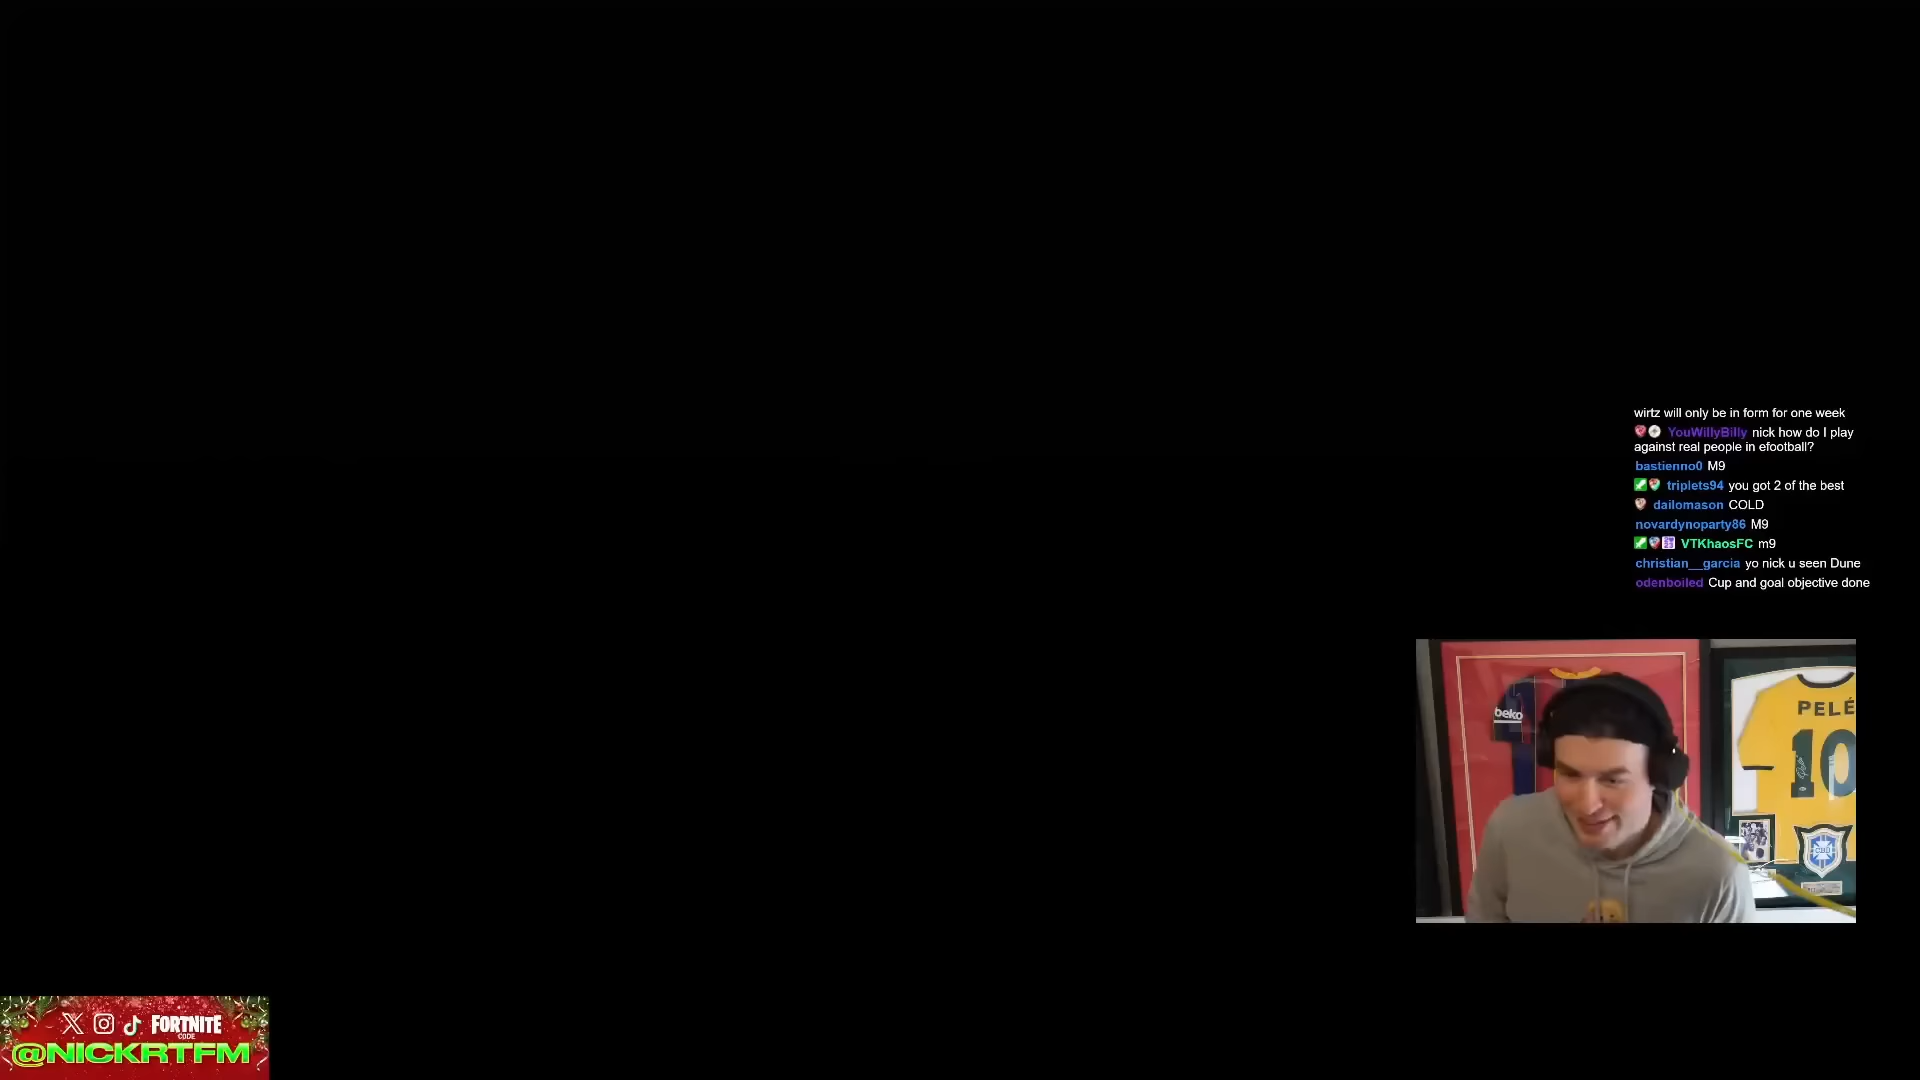 wirtz will only be in form for one week
YouWillyBilly nick how do I play
against real people in efootball?
bastienno0 M9
triplets94 you got 2 of the best
dailomason COLD
novardynoparty86 M9
VTKhaosFC m9
christian__garcia yo nick u seen Dune
odenboiled Cup and goal objective done
beko
PELÉ
10
CBD
FORTNITE
CODE
@NICKRTFM